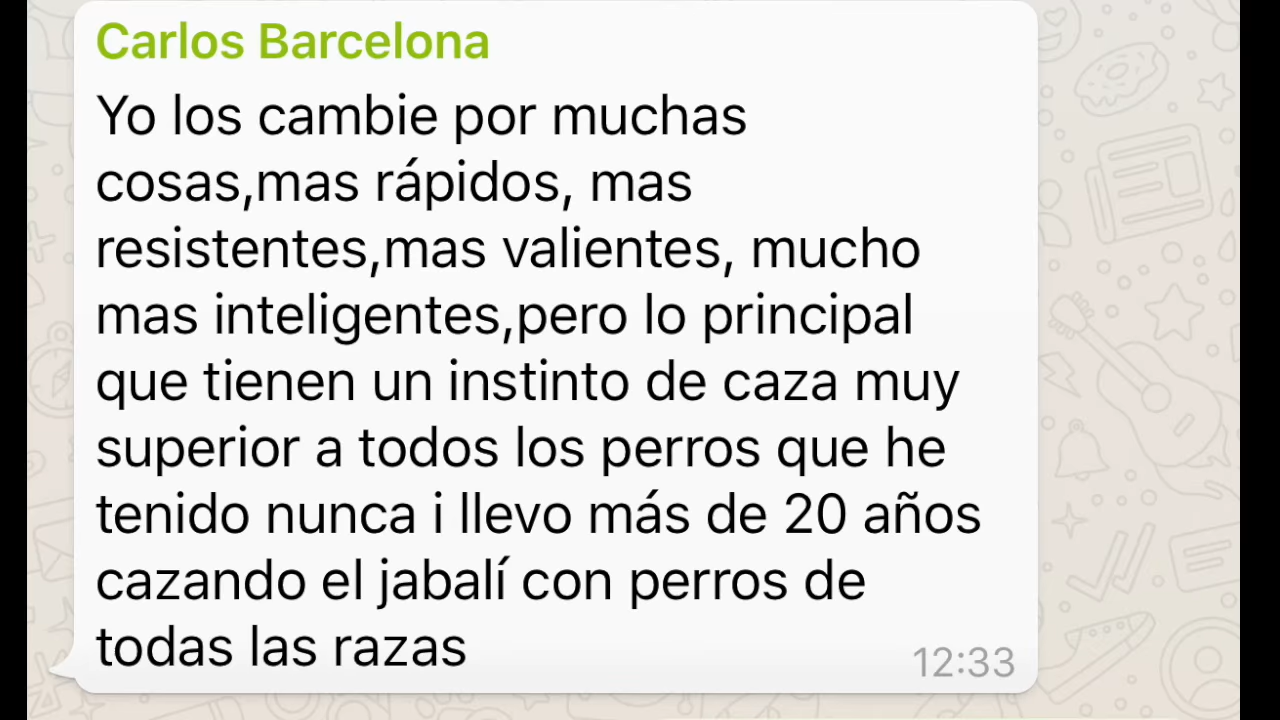 Carlos Barcelona
Yo los cambie por muchas
cosas,mas rápidos, mas
resistentes,mas valientes, mucho
mas inteligentes,pero lo principal
que tienen un instinto de caza muy
superior a todos los perros que he
tenido nunca i llevo más de 20 años
cazando el jabalí con perros de
todas las razas
12:33